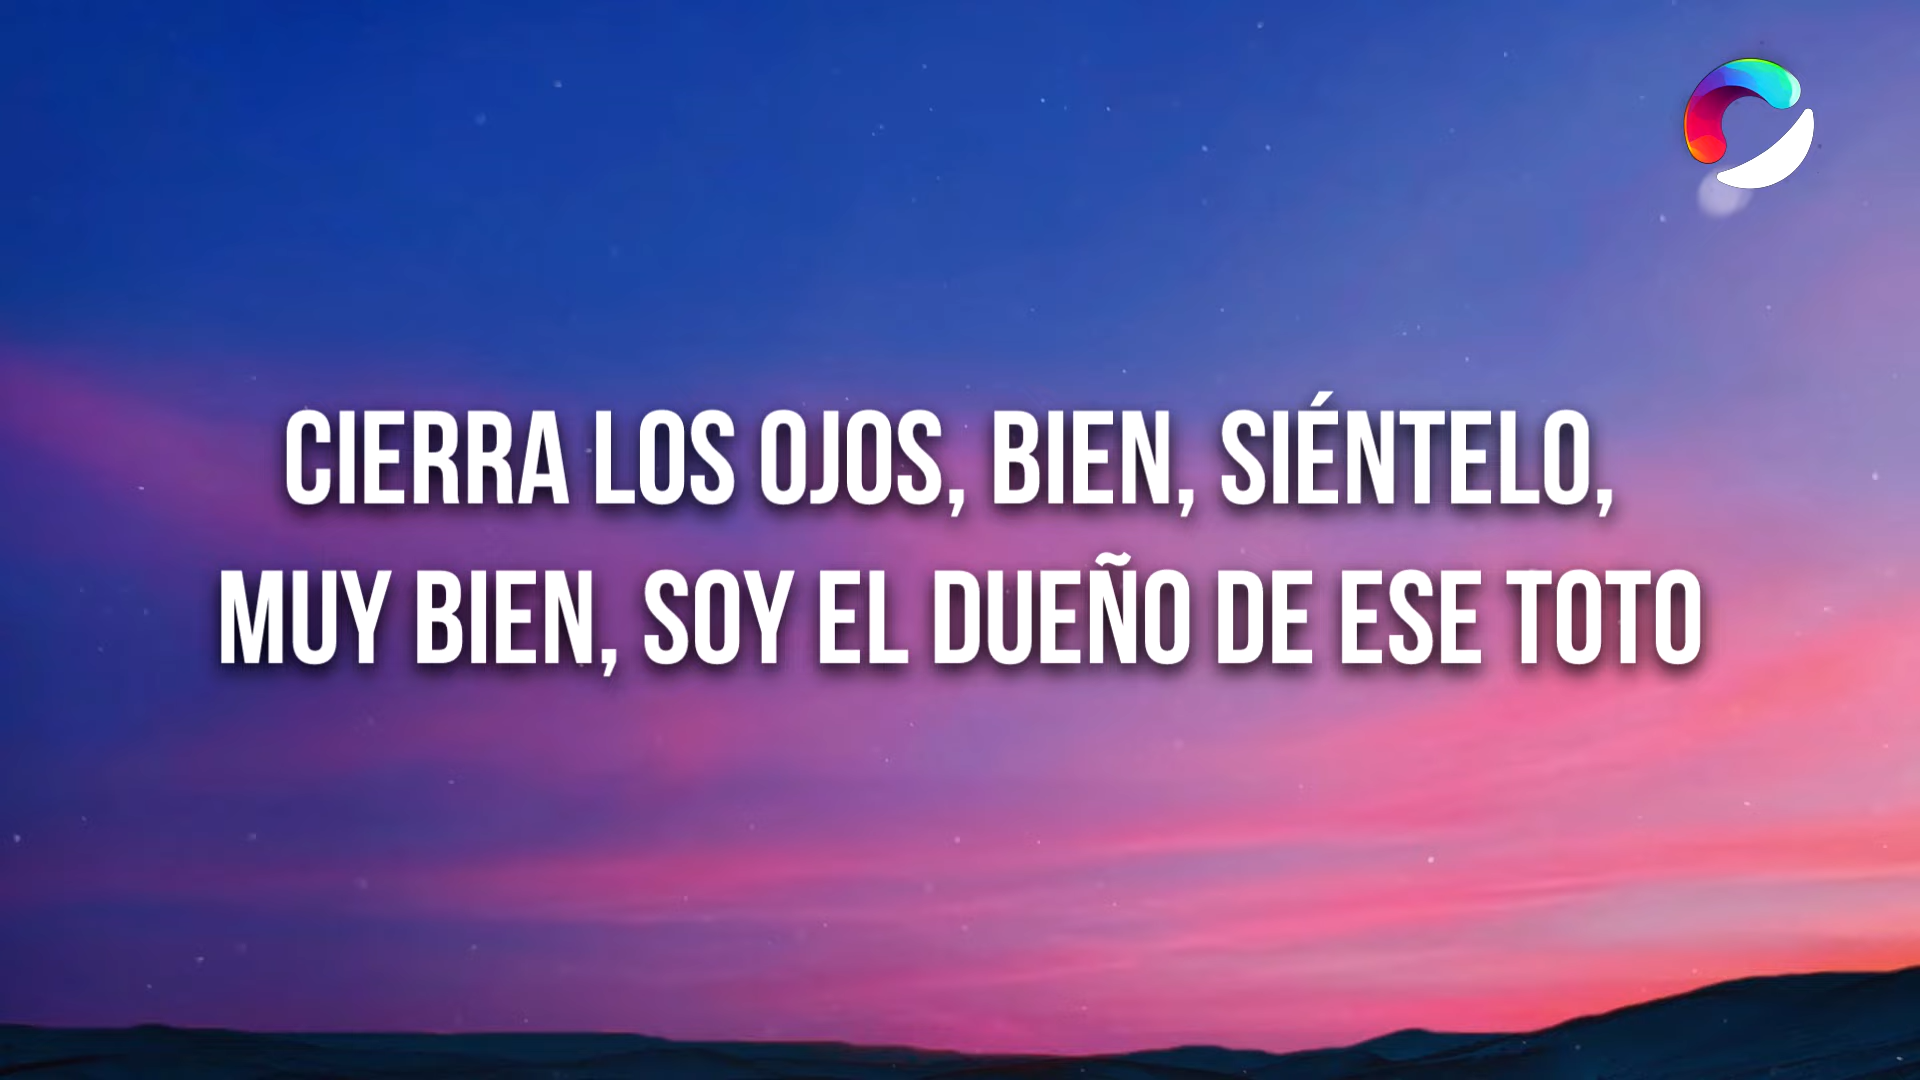 CIERRA LOS OJOS, BIEN, SIÉNTELO,
MUY BIEN, SOY EL DUEÑO DE ESE TOTO